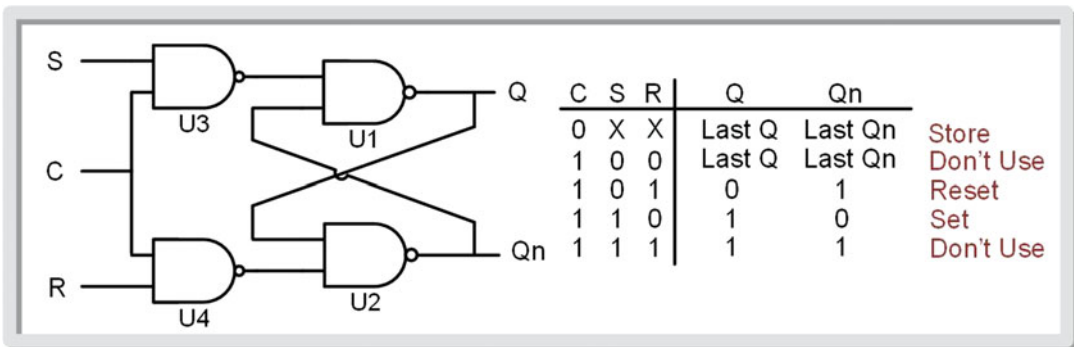 S
U3
U1
Q
C
R
U4
U2
Qn
C S R Q Qn
0 X X Last Q Last Qn Store
1 0 0 Last Q Last Qn Don't Use
1 0 1 0 1 Reset
1 1 0 1 0 Set
1 1 1 1 1 Don't Use